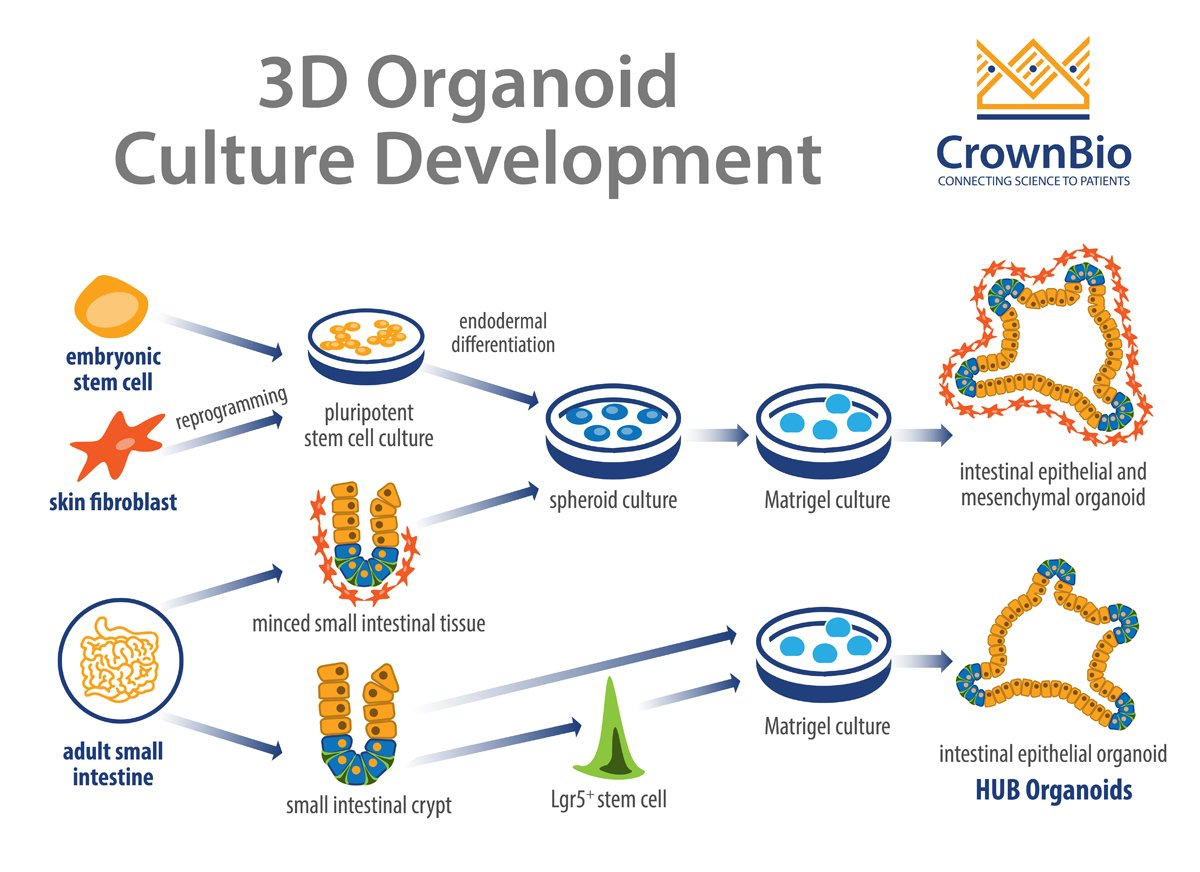 3D Organoid
Culture Development
CrownBio
CONNECTING SCIENCE TO PATIENTS
embryonic
stem cell
reprogramming
skin fibroblast
pluripotent
stem cell culture
endodermal
differentiation
spheroid culture
Matrigel culture
intestinal epithelial and
mesenchymal organoid
minced small intestinal tissue
adult small
intestine
small intestinal crypt
Lgr5+ stem cell
Matrigel culture
intestinal epithelial organoid
HUB Organoids